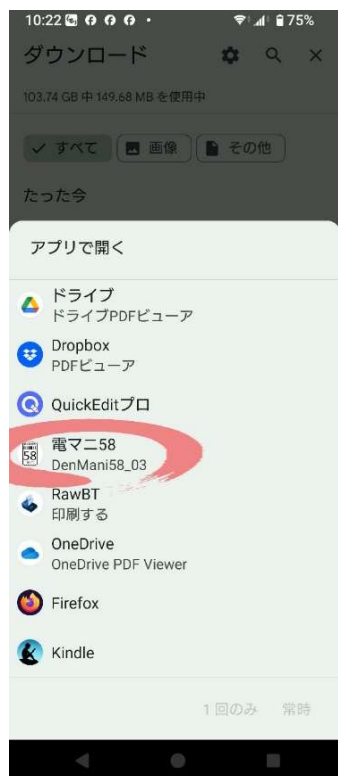 10:22
75%
ダウンロード
103.74 GB 中 149.68 MB を使用中
すべて
画像
その他
たった今
アプリで開く
ドライブ
ドライブPDFビューア
Dropbox
PDFビューア
QuickEditプロ
58
電マニ58
DenMani58_03
RawBT
印刷する
OneDrive
OneDrive PDF Viewer
Firefox
Kindle
1 回のみ 常時